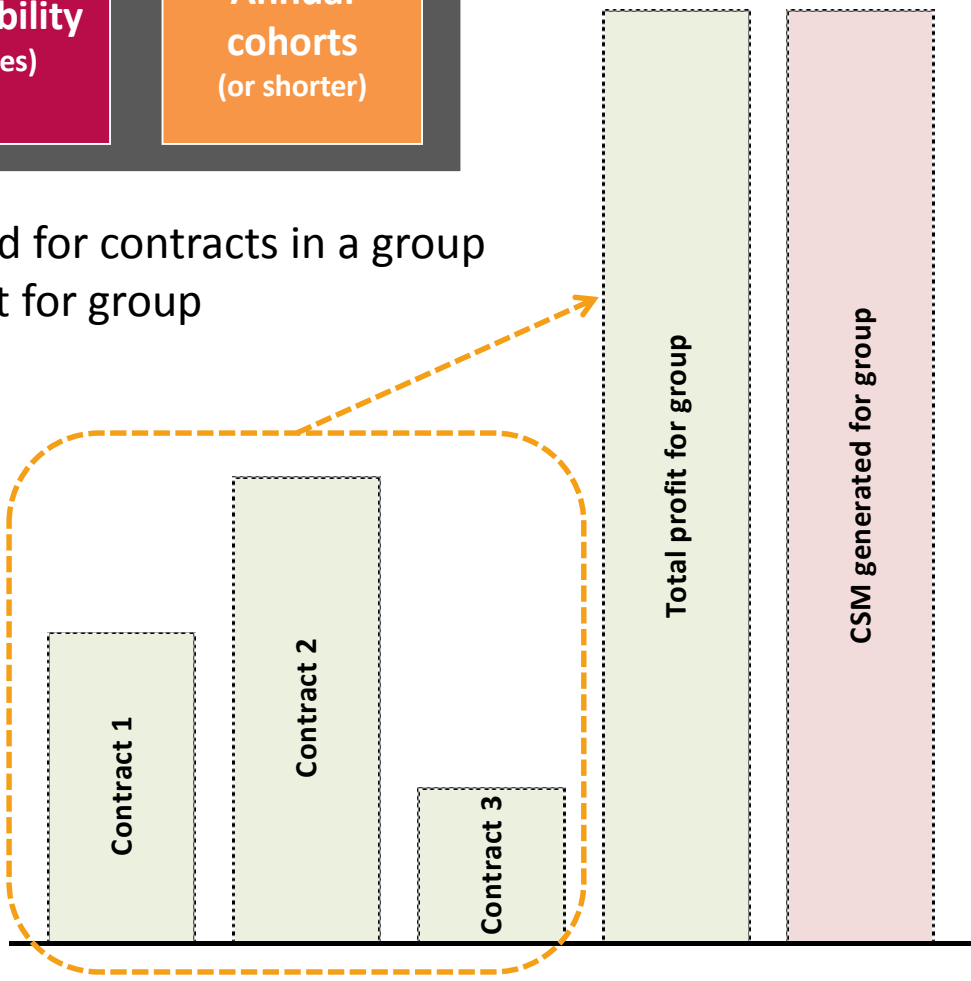 bility
es)
Annual
cohorts
(or shorter)
d for contracts in a group
t for group
Contract 1
Contract 2
Contract 3
Total profit for group
CSM generated for group